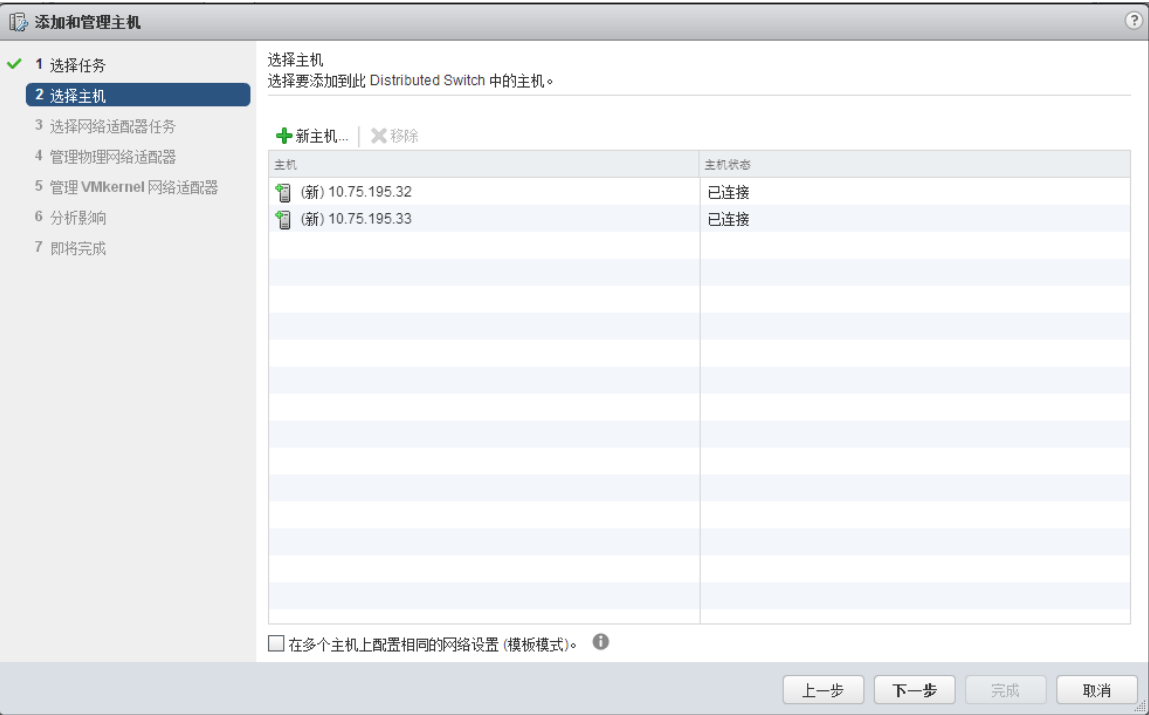 添加和管理主机
?
1 选择任务
2 选择主机
3 选择网络适配器任务
4 管理物理网络适配器
5 管理 VMkernel 网络适配器
6 分析影响
7 即将完成
选择主机
选择要添加到此 Distributed Switch 中的主机。
新主机... 移除
主机 主机状态
(新) 10.75.195.32 已连接
(新) 10.75.195.33 已连接
在多个主机上配置相同的网络设置 (模板模式)。
上一步 下一步 完成 取消